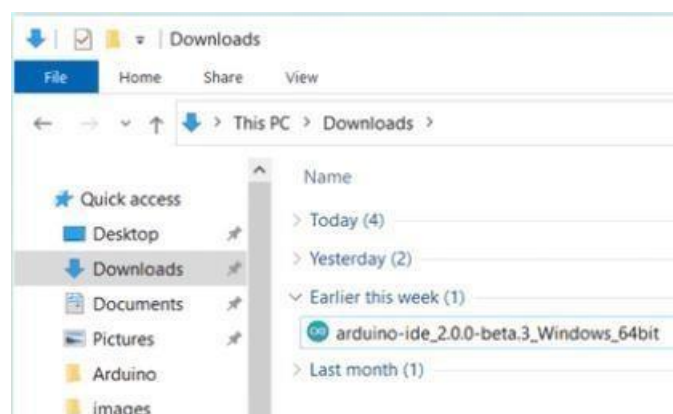 Downloads
File Home Share View
This PC > Downloads >
Name
Quick access
Today (4)
Desktop
Yesterday (2)
Downloads
Documents
Earlier this week (1)
Pictures
arduino-ide_2.0.0-beta.3_Windows_64bit
Arduino
Last month (1)
images